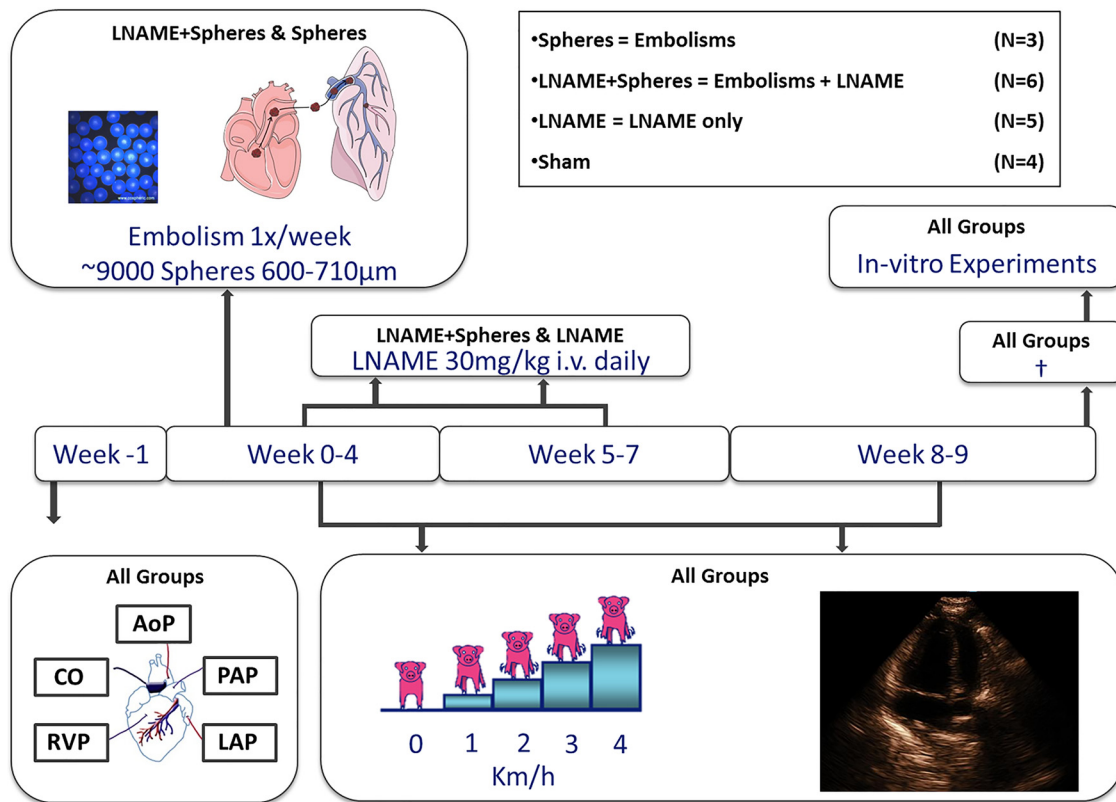 LNAME+Spheres & Spheres
www.cospheric.com
Embolism 1x/week
~9000 Spheres 600-710µm
•Spheres = Embolisms (N=3)
•LNAME+Spheres = Embolisms + LNAME (N=6)
•LNAME = LNAME only (N=5)
•Sham (N=4)
All Groups
In-vitro Experiments
LNAME+Spheres & LNAME
LNAME 30mg/kg i.v. daily
All Groups
†
Week -1
Week 0-4
Week 5-7
Week 8-9
All Groups
AoP
CO
PAP
RVP
LAP
All Groups
0 1 2 3 4
Km/h